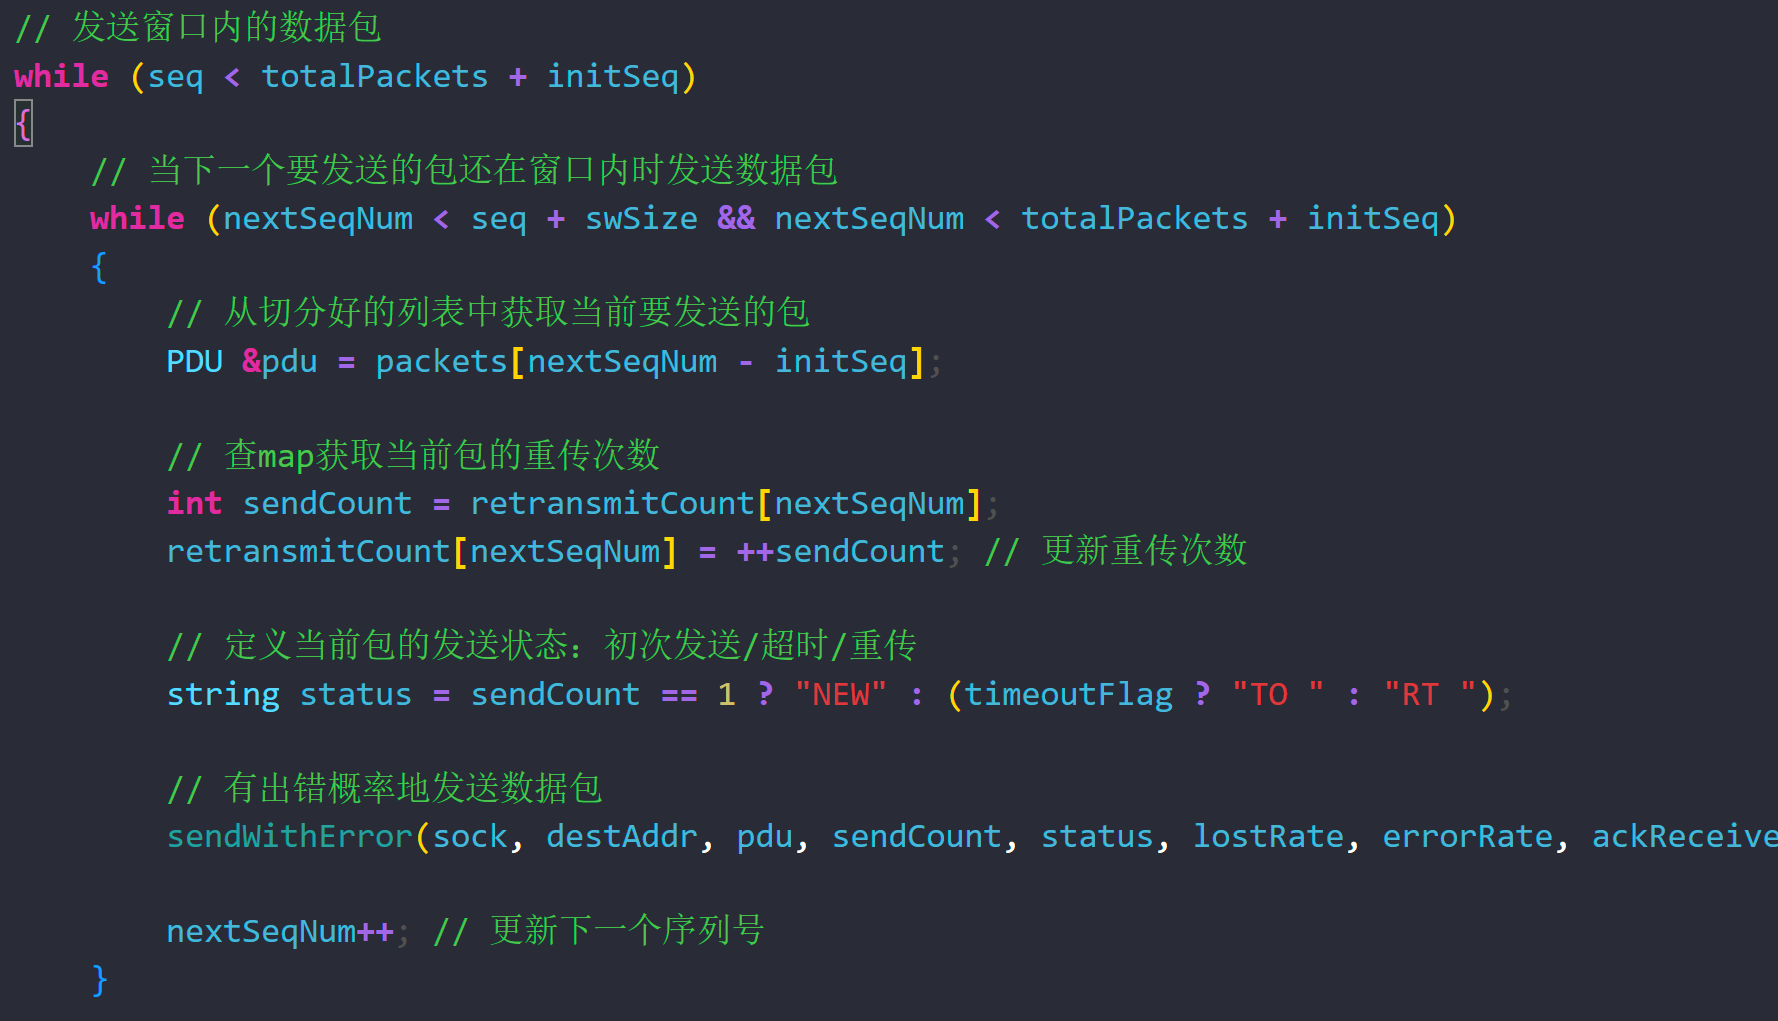 // 发送窗口内的数据包
while (seq < totalPackets + initSeq)
{
    // 当下一个要发送的包还在窗口内时发送数据包
    while (nextSeqNum < seq + swSize && nextSeqNum < totalPackets + initSeq)
    {
        // 从切分好的列表中获取当前要发送的包
        PDU &pdu = packets[nextSeqNum - initSeq];

        // 查map获取当前包的重传次数
        int sendCount = retransmitCount[nextSeqNum];
        retransmitCount[nextSeqNum] = ++sendCount; // 更新重传次数

        // 定义当前包的发送状态：初次发送/超时/重传
        string status = sendCount == 1 ? "NEW" : (timeoutFlag ? "TO " : "RT ");

        // 有出错概率地发送数据包
        sendWithError(sock, destAddr, pdu, sendCount, status, lostRate, errorRate, ackReceive

        nextSeqNum++; // 更新下一个序列号
    }